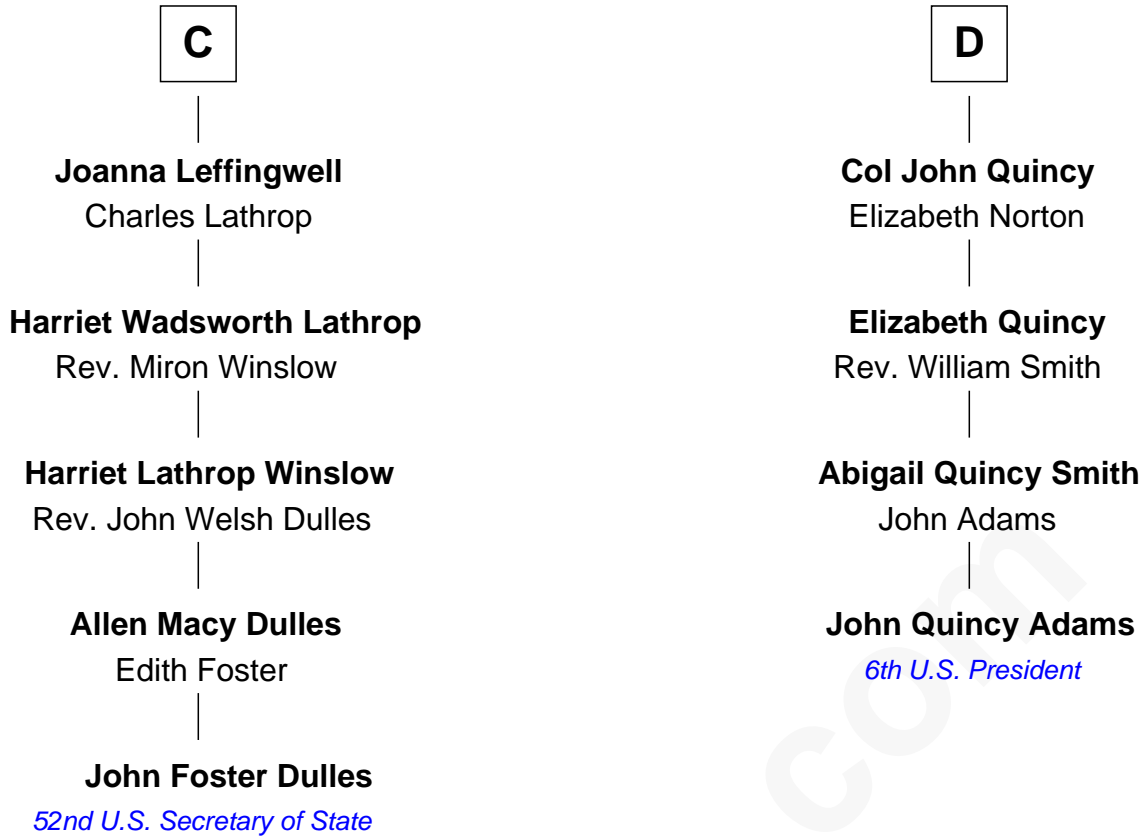 C
Joanna Leffingwell
Charles Lathrop
Harriet Wadsworth Lathrop
Rev. Miron Winslow
Harriet Lathrop Winslow
Rev. John Welsh Dulles
Allen Macy Dulles
Edith Foster
John Foster Dulles
52nd U.S. Secretary of State
D
Col John Quincy
Elizabeth Norton
Elizabeth Quincy
Rev. William Smith
Abigail Quincy Smith
John Adams
John Quincy Adams
6th U.S. President
com